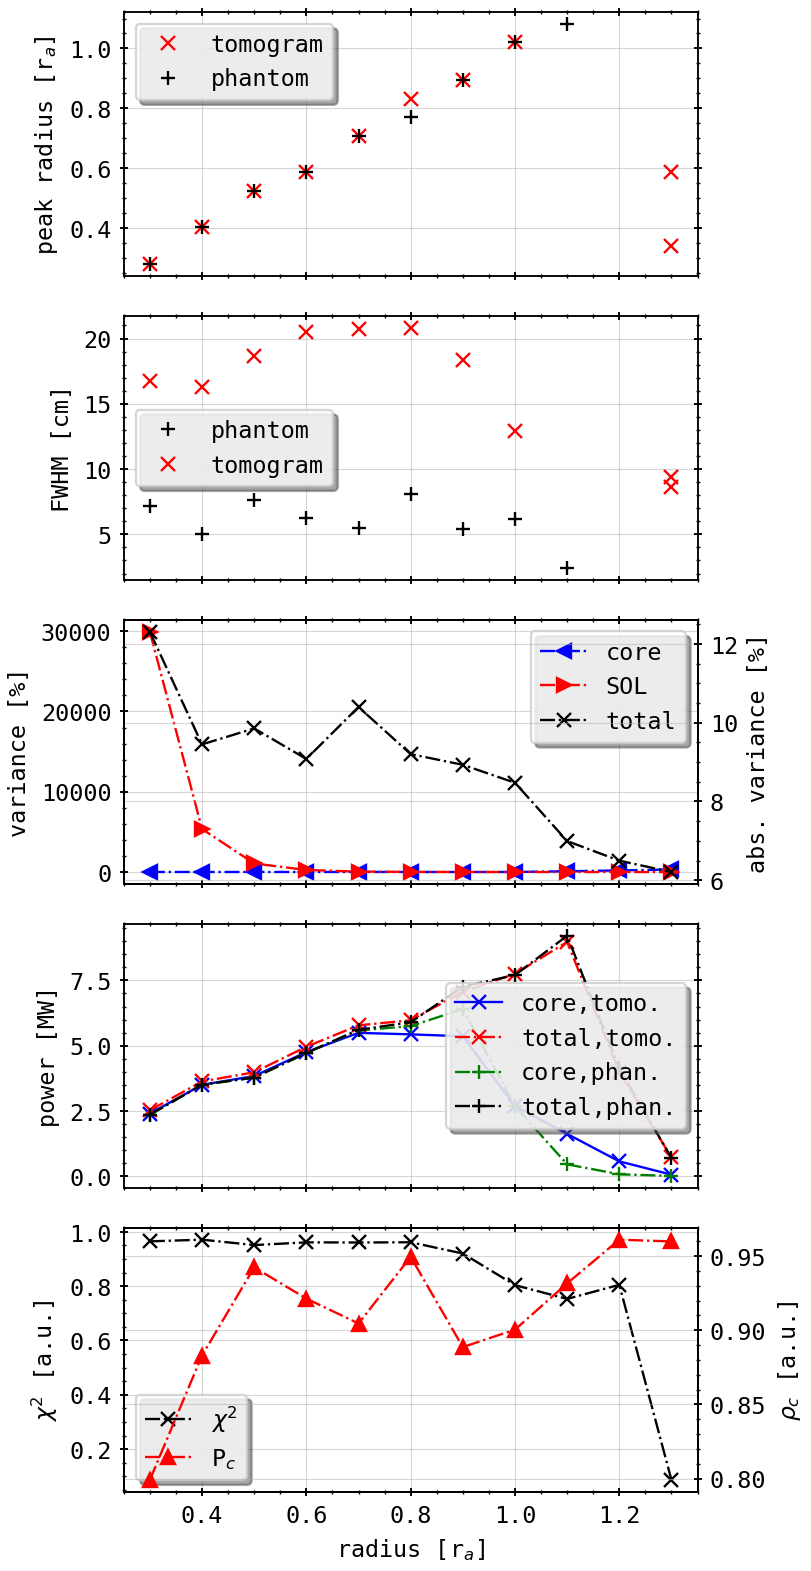 peak radius [rₐ]
1.0
0.8
0.6
0.4
tomogram
phantom
FWHM [cm]
20
15
10
5
phantom
tomogram
variance [%]
30000
20000
10000
0
core
SOL
total
12
10
8
6
abs. variance [%]
power [MW]
7.5
5.0
2.5
0.0
core,tomo.
total,tomo.
core,phan.
total,phan.
χ² [a.u.]
1.0
0.8
0.6
0.4
0.2
χ²
P_c
0.95
0.90
0.85
0.80
ρ_c [a.u.]
0.4 0.6 0.8 1.0 1.2
radius [rₐ]